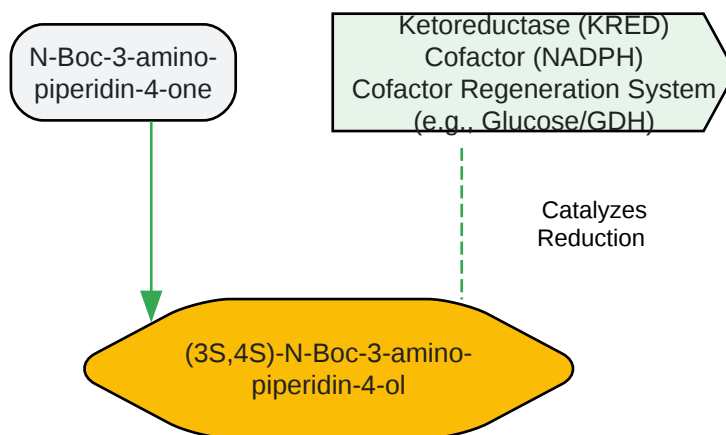 N-Boc-3-amino-
piperidin-4-one
Ketoreductase (KRED)
Cofactor (NADPH)
Cofactor Regeneration System
(e.g., Glucose/GDH)
Catalyzes
Reduction
(3S,4S)-N-Boc-3-amino-
piperidin-4-ol